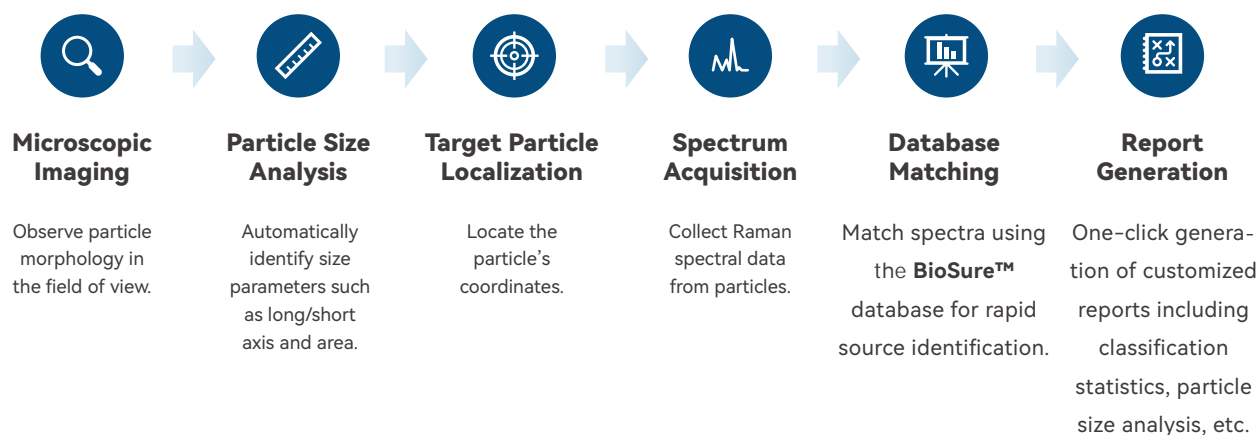 Microscopic
Imaging
Observe particle
morphology in
the field of view.
Particle Size
Analysis
Automatically
identify size
parameters such
as long/short
axis and area.
Target Particle
Localization
Locate the
particle's
coordinates.
Spectrum
Acquisition
Collect Raman
spectral data
from particles.
Database
Matching
Match spectra using
the BioSure™
database for rapid
source identification.
Report
Generation
One-click genera-
tion of customized
reports including
classification
statistics, particle
size analysis, etc.